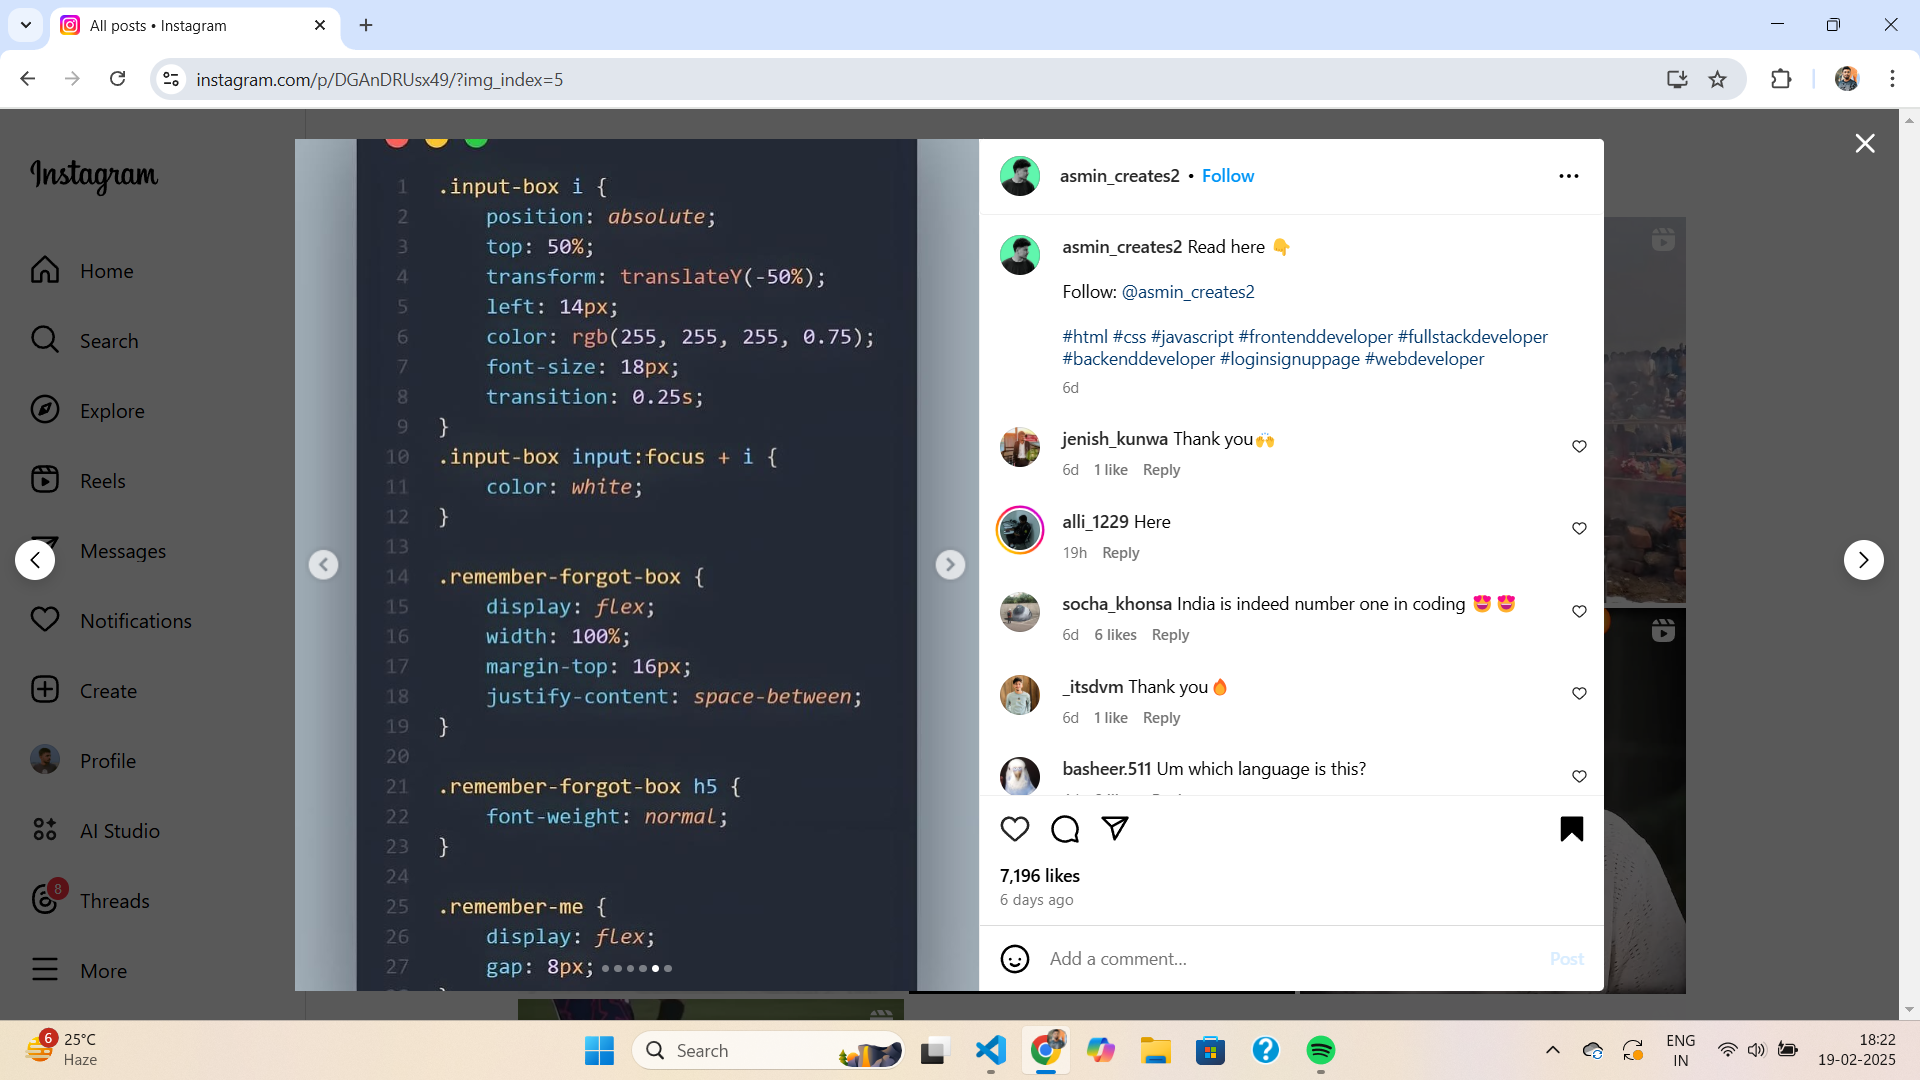 All posts • Instagram
instagram.com/p/DGAnDRUsx49/?img_index=5
Instagram
Home
Search
Explore
Reels
Messages
Notifications
Create
Profile
AI Studio
8
Threads
More
1 .input-box i {
2 position: absolute;
3 top: 50%;
4 transform: translateY(-50%);
5 left: 14px;
6 color: rgb(255, 255, 255, 0.75);
7 font-size: 18px;
8 transition: 0.25s;
9 }
10 .input-box input:focus + i {
11 color: white;
12 }
13
14 .remember-forgot-box {
15 display: flex;
16 width: 100%;
17 margin-top: 16px;
18 justify-content: space-between;
19 }
20
21 .remember-forgot-box h5 {
22 font-weight: normal;
23 }
24
25 .remember-me {
26 display: flex;
27 gap: 8px;
asmin_creates2 • Follow
asmin_creates2 Read here 👇
Follow: @asmin_creates2
#html #css #javascript #frontenddeveloper #fullstackdeveloper
#backenddeveloper #loginsignuppage #webdeveloper
6d
jenish_kunwa Thank you🙌
6d 1 like Reply
alli_1229 Here
19h Reply
socha_khonsa India is indeed number one in coding 😍😍
6d 6 likes Reply
_itsdvm Thank you🔥
6d 1 like Reply
basheer.511 Um which language is this?
7,196 likes
6 days ago
Add a comment...
Post
6
25°C
Haze
Search
ENG
IN
18:22
19-02-2025